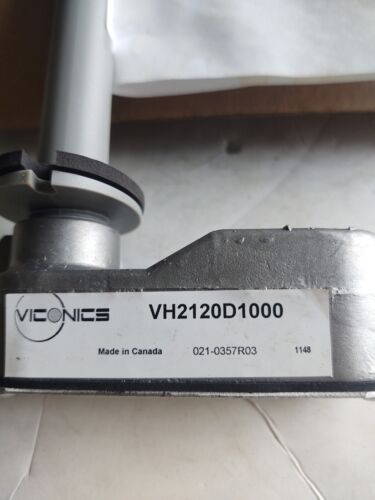 VICONICS VH2120D1000
Made in Canada 021-0357R03 1148